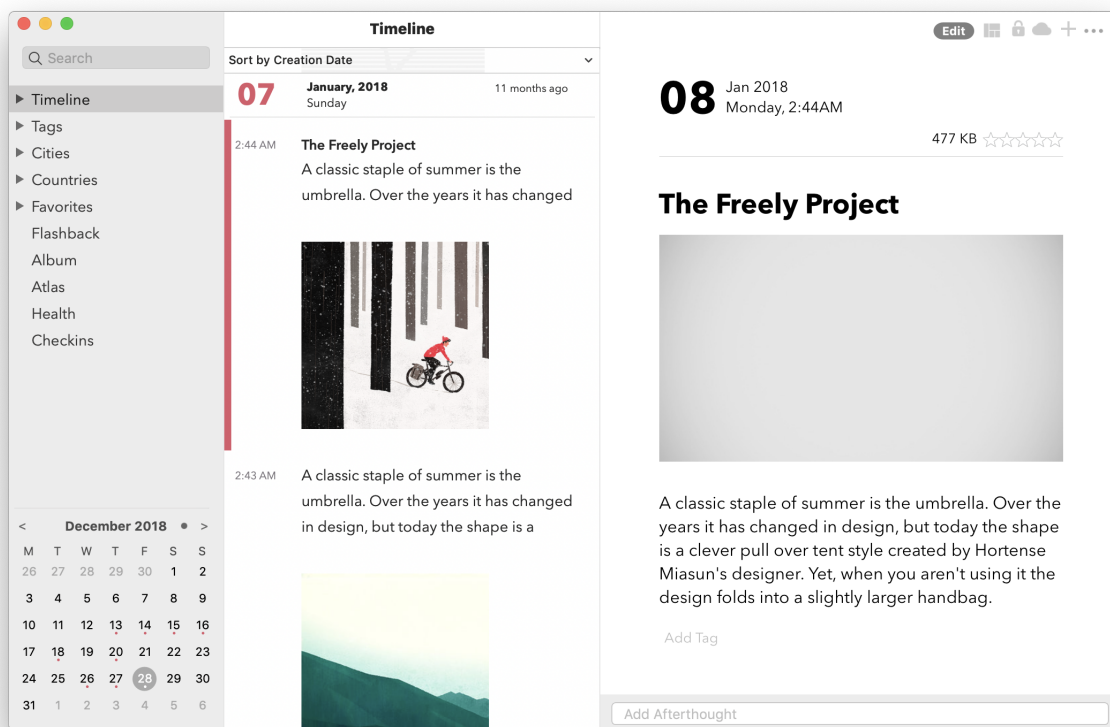 Search
Timeline
Tags
Cities
Countries
Favorites
Flashback
Album
Atlas
Health
Checkins
< December 2018 >
M T W T F S S
26 27 28 29 30 1 2
3 4 5 6 7 8 9
10 11 12 13 14 15 16
17 18 19 20 21 22 23
24 25 26 27 28 29 30
31 1 2 3 4 5 6
Timeline
Sort by Creation Date
07 January, 2018 11 months ago
Sunday
2:44 AM The Freely Project
A classic staple of summer is the
umbrella. Over the years it has changed
2:43 AM A classic staple of summer is the
umbrella. Over the years it has changed
in design, but today the shape is a
Edit
08 Jan 2018
Monday, 2:44AM
477 KB
The Freely Project
A classic staple of summer is the umbrella. Over the
years it has changed in design, but today the shape
is a clever pull over tent style created by Hortense
Miasun's designer. Yet, when you aren't using it the
design folds into a slightly larger handbag.
Add Tag
Add Afterthought